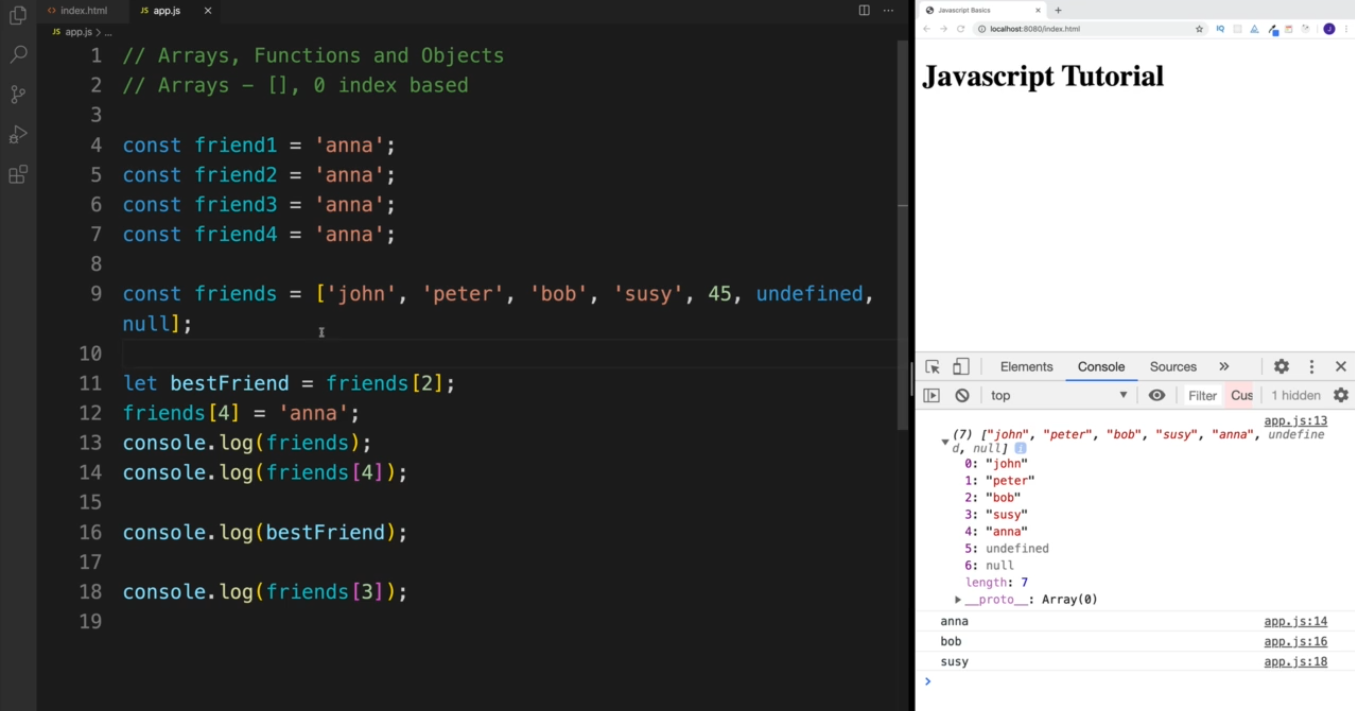 index.html
JS app.js ×
JS app.js > ...
1 // Arrays, Functions and Objects
2 // Arrays – [], 0 index based
3
4 const friend1 = 'anna';
5 const friend2 = 'anna';
6 const friend3 = 'anna';
7 const friend4 = 'anna';
8
9 const friends = ['john', 'peter', 'bob', 'susy', 45, undefined,
null];
10
11 let bestFriend = friends[2];
12 friends[4] = 'anna';
13 console.log(friends);
14 console.log(friends[4]);
15
16 console.log(bestFriend);
17
18 console.log(friends[3]);
19
Javascript Basics
localhost:8080/index.html
Javascript Tutorial
Elements Console Sources »
top Filter Cus 1 hidden
app.js:13
(7) ["john", "peter", "bob", "susy", "anna", undefine
d, null] i
0: "john"
1: "peter"
2: "bob"
3: "susy"
4: "anna"
5: undefined
6: null
length: 7
__proto__: Array(0)
anna app.js:14
bob app.js:16
susy app.js:18